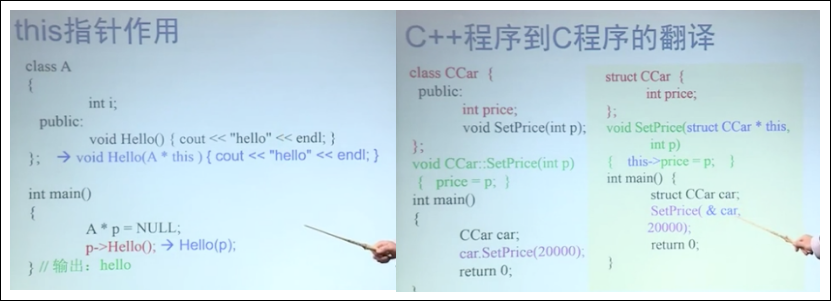 this指针作用
class A
{
int i;
public:
void Hello() { cout << "hello" << endl; }
}; → void Hello(A * this ) { cout << "hello" << endl; }
int main()
{
A * p = NULL;
p->Hello(); → Hello(p);
} // 输出：hello
C++程序到C程序的翻译
class CCar {
public:
int price;
void SetPrice(int p);
};
void CCar::SetPrice(int p)
{ price = p; }
int main()
{
CCar car;
car.SetPrice(20000);
return 0;
}
struct CCar {
int price;
};
void SetPrice(struct CCar * this,
int p)
{ this->price = p; }
int main() {
struct CCar car;
SetPrice( & car,
20000);
return 0;
}